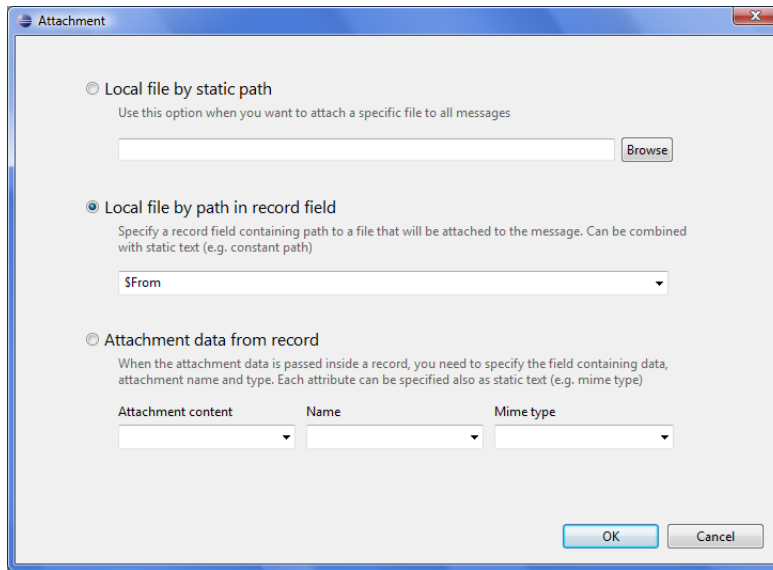 Attachment
Local file by static path
Use this option when you want to attach a specific file to all messages
Browse
Local file by path in record field
Specify a record field containing path to a file that will be attached to the message. Can be combined
with static text (e.g. constant path)
$From
Attachment data from record
When the attachment data is passed inside a record, you need to specify the field containing data,
attachment name and type. Each attribute can be specified also as static text (e.g. mime type)
Attachment content Name Mime type
OK Cancel